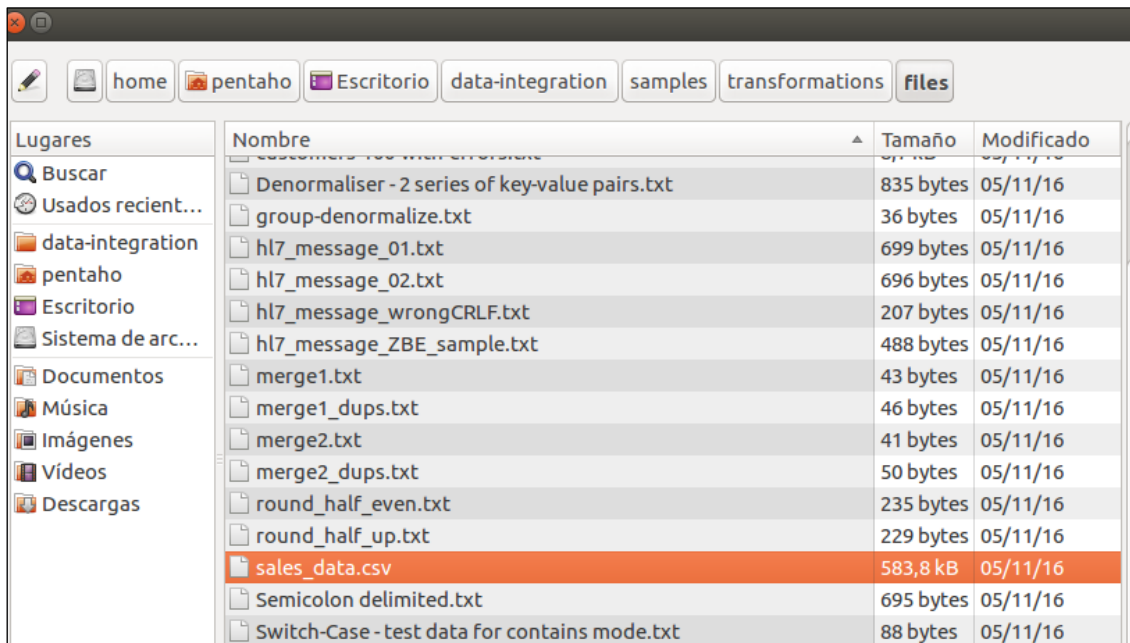 home pentaho Escritorio data-integration samples transformations files
Lugares
Buscar
Usados recient...
data-integration
pentaho
Escritorio
Sistema de arc...
Documentos
Música
Imágenes
Vídeos
Descargas
Nombre Tamaño Modificado
Denormaliser - 2 series of key-value pairs.txt 835 bytes 05/11/16
group-denormalize.txt 36 bytes 05/11/16
hl7_message_01.txt 699 bytes 05/11/16
hl7_message_02.txt 696 bytes 05/11/16
hl7_message_wrongCRLF.txt 207 bytes 05/11/16
hl7_message_ZBE_sample.txt 488 bytes 05/11/16
merge1.txt 43 bytes 05/11/16
merge1_dups.txt 46 bytes 05/11/16
merge2.txt 41 bytes 05/11/16
merge2_dups.txt 50 bytes 05/11/16
round_half_even.txt 235 bytes 05/11/16
round_half_up.txt 229 bytes 05/11/16
sales_data.csv 583,8 kB 05/11/16
Semicolon delimited.txt 695 bytes 05/11/16
Switch-Case - test data for contains mode.txt 88 bytes 05/11/16